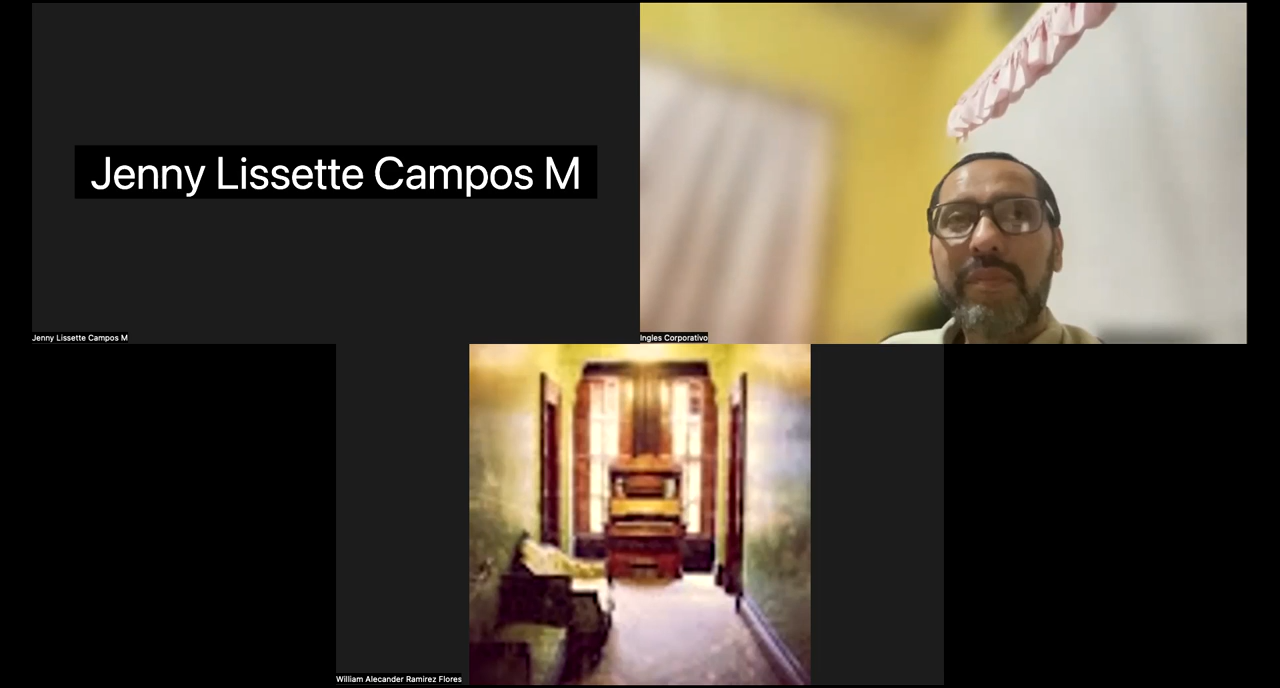 Jenny Lissette Campos M
Jenny Lissette Campos M
Ingles Corporativo
William Alecander Ramirez Flores